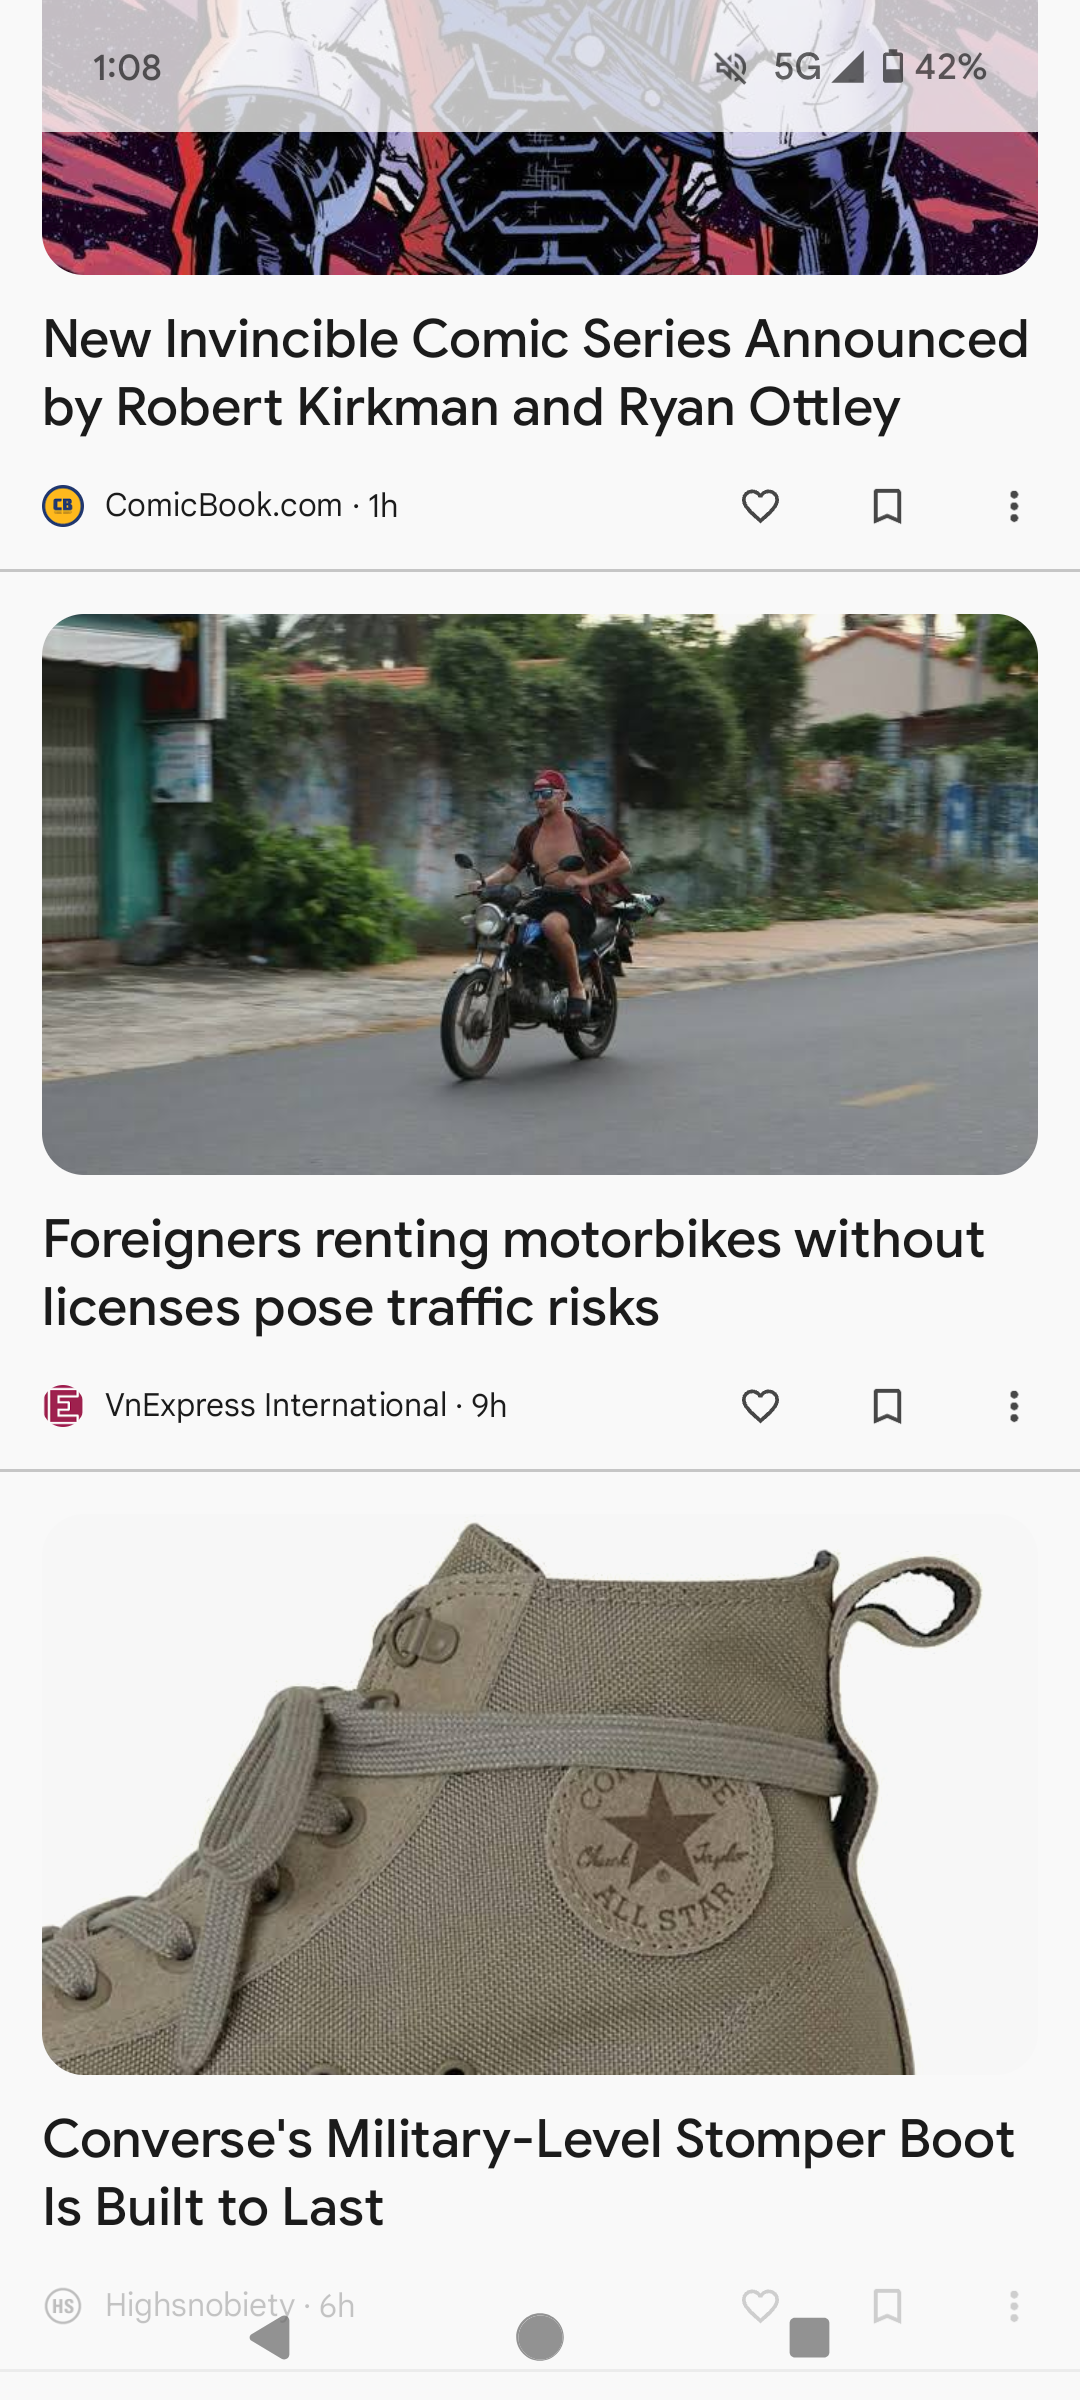 1:08 5G 42%
New Invincible Comic Series Announced
by Robert Kirkman and Ryan Ottley
CB ComicBook.com · 1h
Foreigners renting motorbikes without
licenses pose traffic risks
E VnExpress International · 9h
Chuck Taylor
ALL STAR
Converse's Military-Level Stomper Boot
Is Built to Last
HS Highsnobiety · 6h